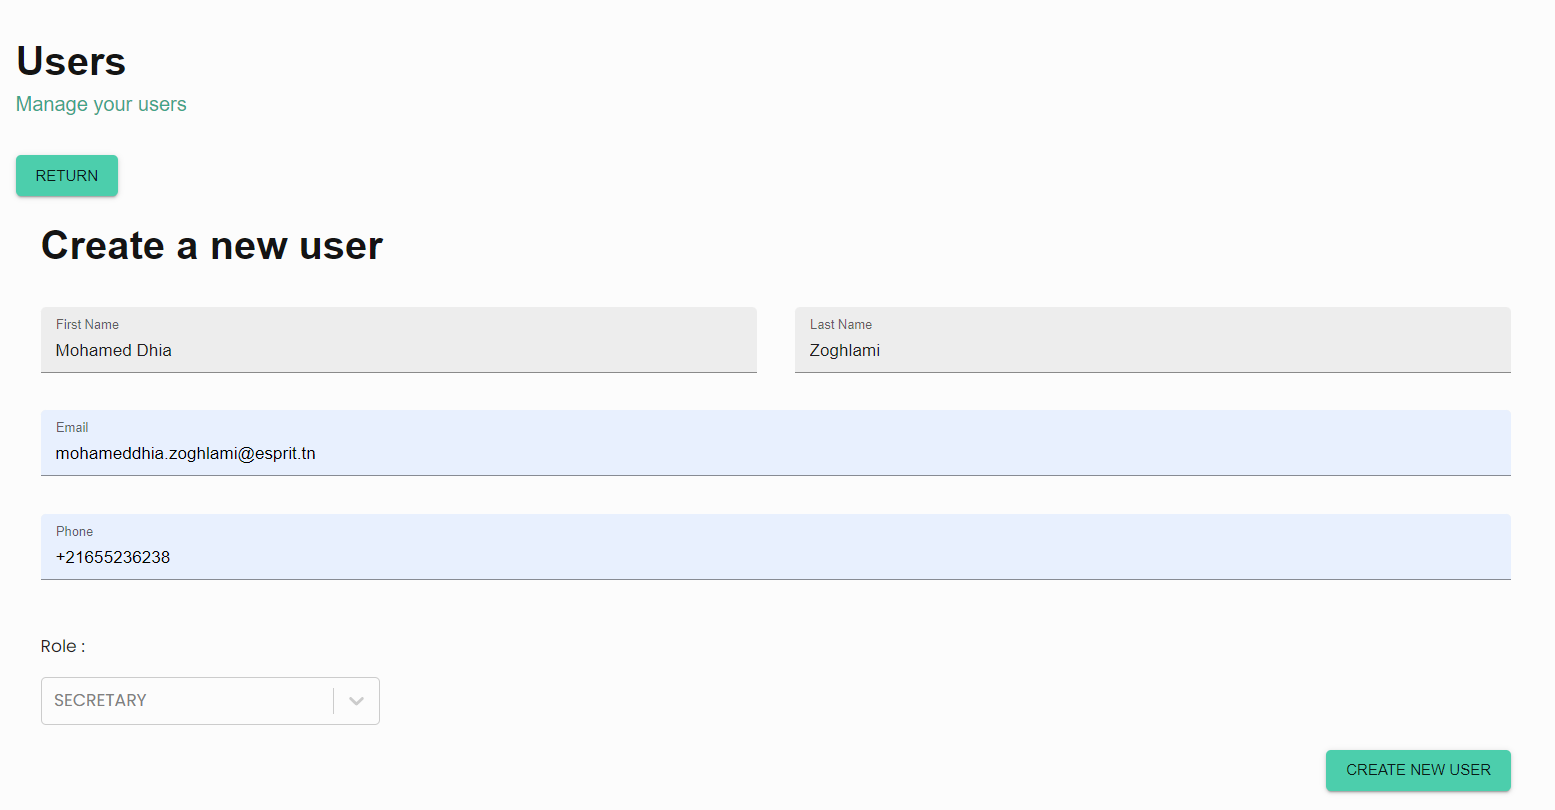 Users
Manage your users
RETURN
Create a new user
First Name
Mohamed Dhia
Last Name
Zoghlami
Email
mohameddhia.zoghlami@esprit.tn
Phone
+21655236238
Role :
SECRETARY
CREATE NEW USER